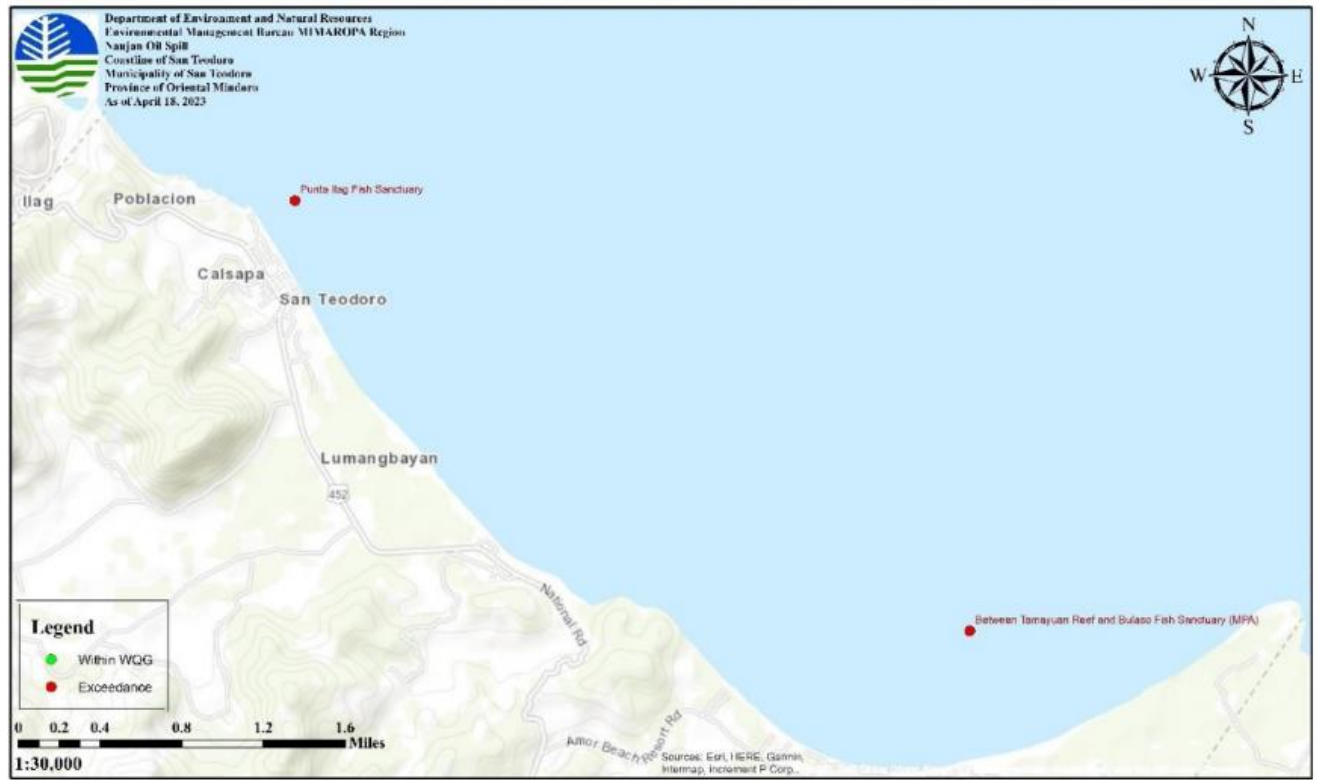 Department of Environment and Natural Resources
Environmental Management Bureau MIMAROPA Region
Naujan Oil Spill
Coastline of San Teodoro
Municipality of San Teodoro
Province of Oriental Mindoro
As of April 18, 2023
N
W
E
S
Punta Ilag Fish Sanctuary
Ilag
Poblacion
Calsapa
San Teodoro
Lumangbayan
452
National Rd
Between Tamayuan Reef and Bulaso Fish Sanctuary (MPA)
Legend
Within WQG
Exceedance
0 0.2 0.4 0.8 1.2 1.6
Miles
1:30,000
Amor Beach Resort Rd
Sources: Esri, HERE, Garmin,
Intermap, increment P Corp.,